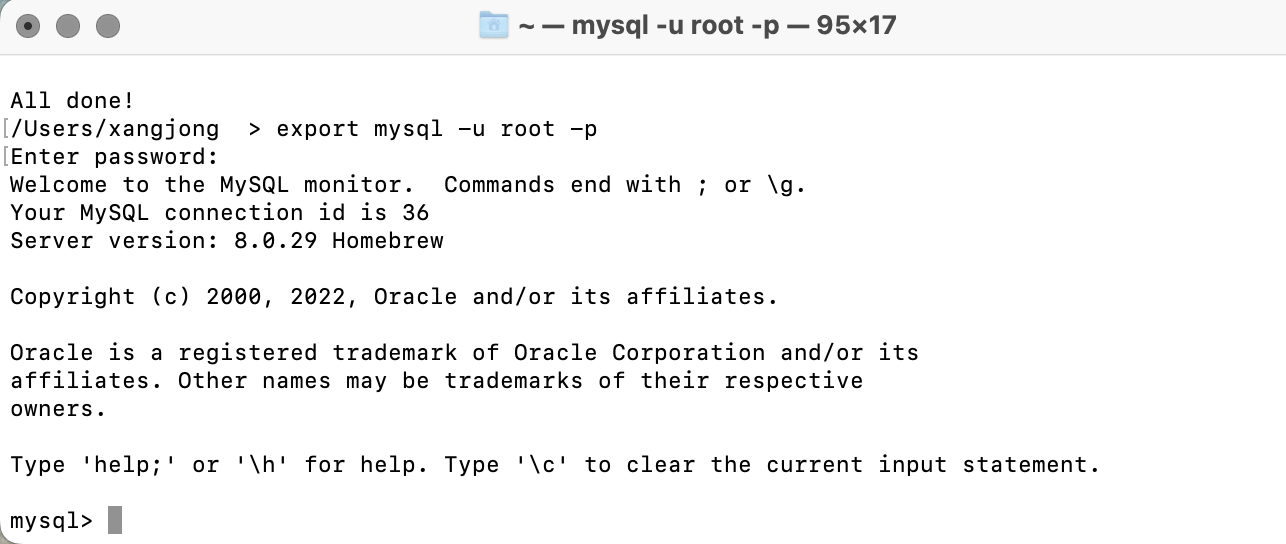 ~ — mysql -u root -p — 95×17
All done!
[/Users/xangjong  > export mysql -u root -p
[Enter password:
Welcome to the MySQL monitor.  Commands end with ; or \g.
Your MySQL connection id is 36
Server version: 8.0.29 Homebrew
Copyright (c) 2000, 2022, Oracle and/or its affiliates.
Oracle is a registered trademark of Oracle Corporation and/or its
affiliates. Other names may be trademarks of their respective
owners.
Type 'help;' or '\h' for help. Type '\c' to clear the current input statement.
mysql>